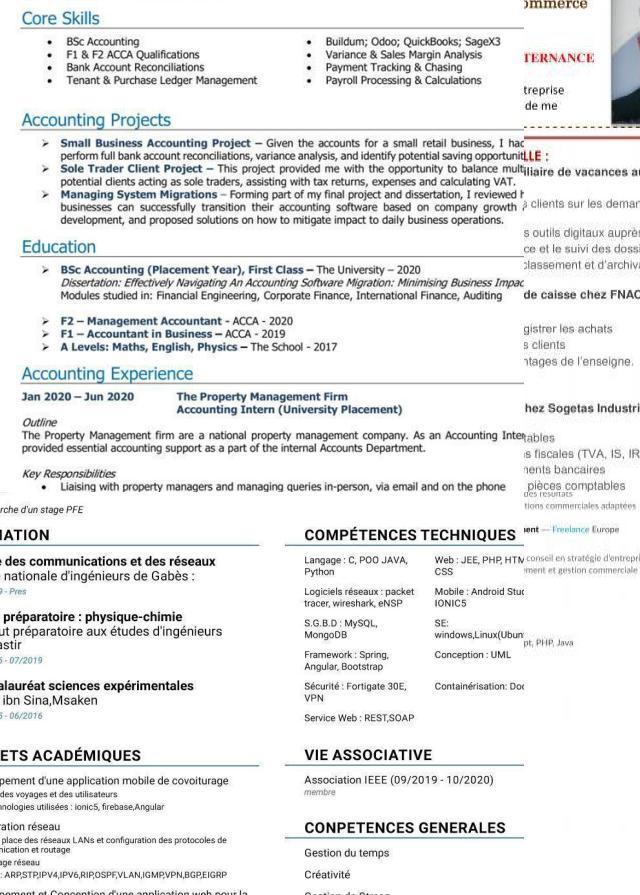 Core Skills
BSc Accounting
F1 & F2 ACCA Qualifications
Bank Account Reconciliations
Tenant & Purchase Ledger Management
Buildum; Odoo; QuickBooks; SageX3
Variance & Sales Margin Analysis
Payment Tracking & Chasing
Payroll Processing & Calculations
Accounting Projects
Small Business Accounting Project – Given the accounts for a small retail business, I had
perform full bank account reconciliations, variance analysis, and identify potential saving opportunit
Sole Trader Client Project – This project provided me with the opportunity to balance mult
potential clients acting as sole traders, assisting with tax returns, expenses and calculating VAT.
Managing System Migrations – Forming part of my final project and dissertation, I reviewed h
businesses can successfully transition their accounting software based on company growth
development, and proposed solutions on how to mitigate impact to daily business operations.
Education
BSc Accounting (Placement Year), First Class – The University – 2020
Dissertation: Effectively Navigating An Accounting Software Migration: Minimising Business Impac
Modules studied in: Financial Engineering, Corporate Finance, International Finance, Auditing
F2 – Management Accountant - ACCA - 2020
F1 – Accountant in Business – ACCA - 2019
A Levels: Maths, English, Physics – The School - 2017
Accounting Experience
Jan 2020 – Jun 2020 The Property Management Firm
Accounting Intern (University Placement)
Outline
The Property Management firm are a national property management company. As an Accounting Inter
provided essential accounting support as a part of the internal Accounts Department.
Key Responsibilities
Liaising with property managers and managing queries in-person, via email and on the phone
ommerce
TERNANCE
treprise
de me
LLE :
iliaire de vacances au
s clients sur les deman
s outils digitaux auprès
ce et le suivi des dossi
classement et d'archiva
de caisse chez FNAC
gistrer les achats
s clients
ntages de l'enseigne.
hez Sogetas Industri
tables
s fiscales (TVA, IS, IR
nents bancaires
pièces comptables
des résultats
tions commerciales adaptées
ment — Freelance Europe
conseil en stratégie d'entrepri
ment et gestion commerciale
pt, PHP, Java
erche d'un stage PFE
MATION
e des communications et des réseaux
e nationale d'ingénieurs de Gabès :
9 - Pres
préparatoire : physique-chimie
ut préparatoire aux études d'ingénieurs
astir
6 - 07/2019
alauréat sciences expérimentales
ibn Sina,Msaken
5 - 06/2016
ETS ACADÉMIQUES
pement d'une application mobile de covoiturage
des voyages et des utilisateurs
hnologies utilisées : ionic5, firebase,Angular
ration réseau
place des réseaux LANs et configuration des protocoles de
nication et routage
age réseau
: ARP,STP,IPV4,IPV6,RIP,OSPF,VLAN,IGMP,VPN,BGP,EIGRP
nement et Conception d'une application web pour la
COMPÉTENCES TECHNIQUES
Langage : C, POO JAVA,
Python
Web : JEE, PHP, HTM
CSS
Logiciels réseaux : packet
tracer, wireshark, eNSP
Mobile : Android Stuc
IONIC5
S.G.B.D : MySQL,
MongoDB
SE:
windows,Linux(Ubun
Framework : Spring,
Angular, Bootstrap
Conception : UML
Sécurité : Fortigate 30E,
VPN
Containérisation: Doc
Service Web : REST,SOAP
VIE ASSOCIATIVE
Association IEEE (09/2019 - 10/2020)
membre
CONPETENCES GENERALES
Gestion du temps
Créativité